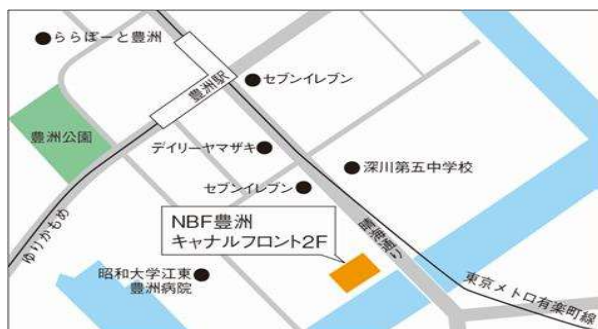 ららぽーと豊洲
セブンイレブン
豊洲駅
豊洲公園
デイリーヤマザキ
深川第五中学校
セブンイレブン
NBF豊洲
キャナルフロント2F
晴海通り
ゆりかもめ
昭和大学江東
豊洲病院
東京メトロ有楽町線